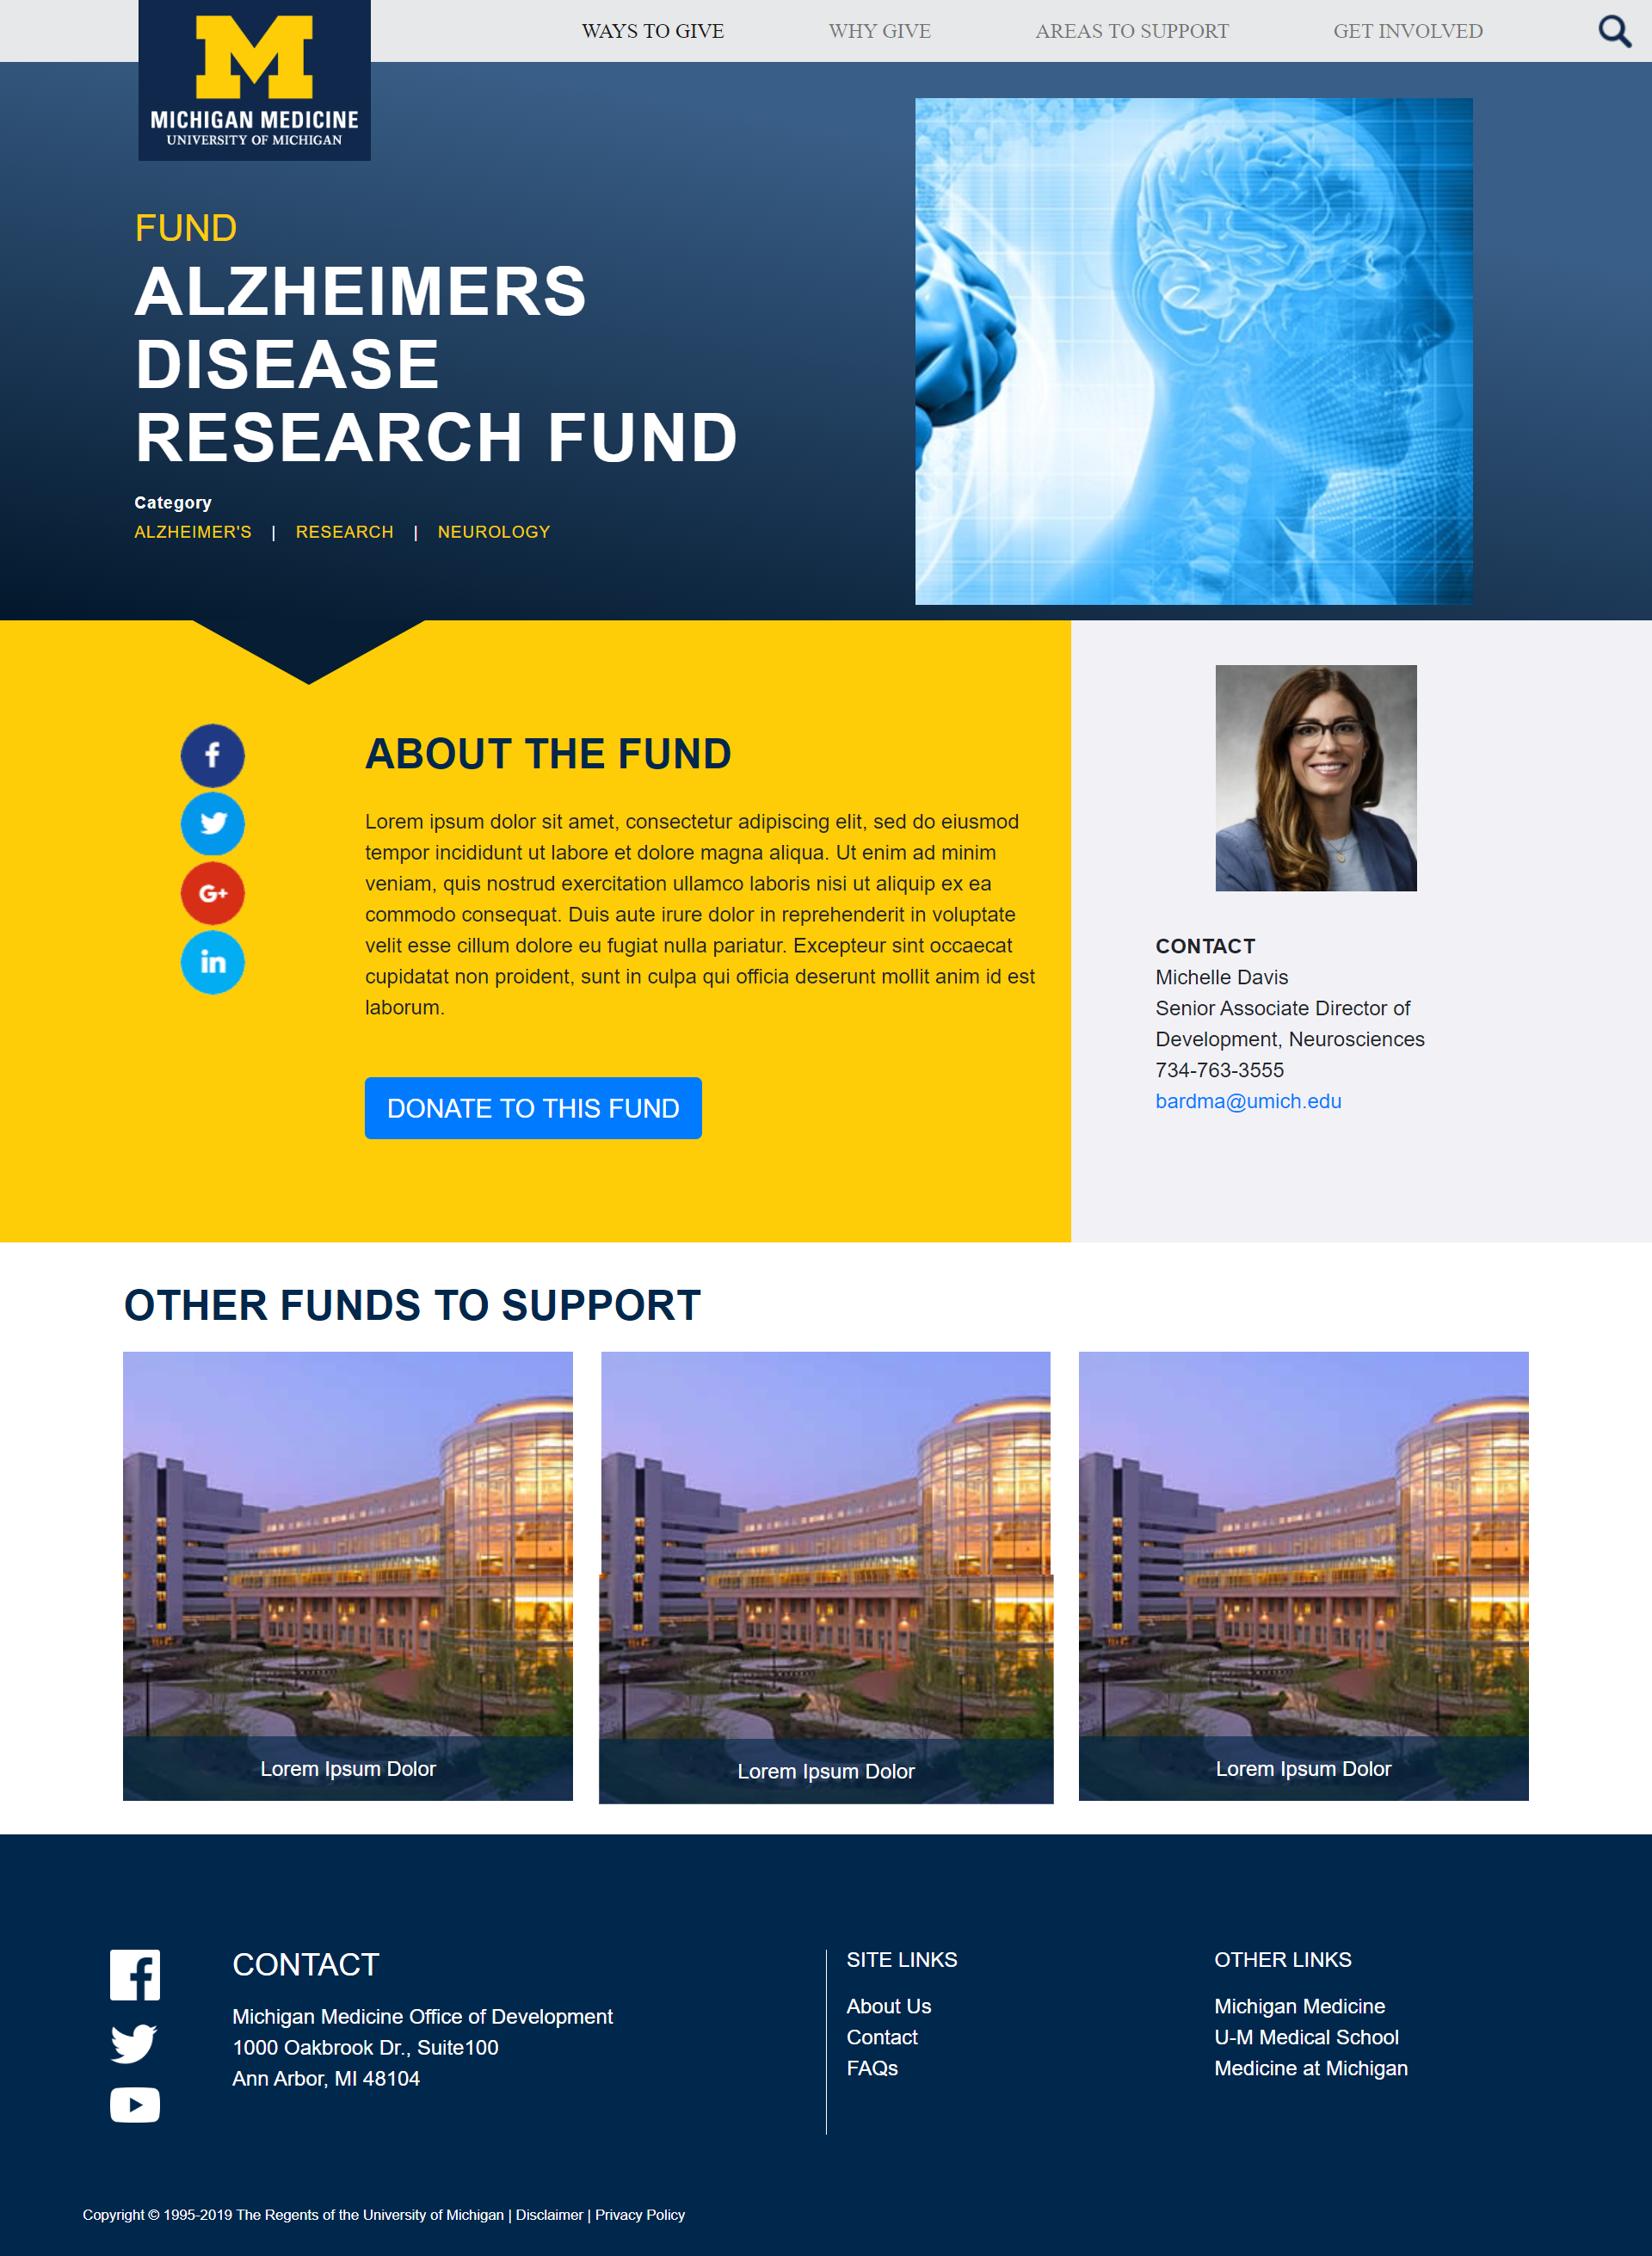 MICHIGAN MEDICINE
UNIVERSITY OF MICHIGAN
WAYS TO GIVE
WHY GIVE
AREAS TO SUPPORT
GET INVOLVED
FUND
ALZHEIMERS
DISEASE
RESEARCH FUND
Category
ALZHEIMER'S | RESEARCH | NEUROLOGY
ABOUT THE FUND
Lorem ipsum dolor sit amet, consectetur adipiscing elit, sed do eiusmod
tempor incididunt ut labore et dolore magna aliqua. Ut enim ad minim
veniam, quis nostrud exercitation ullamco laboris nisi ut aliquip ex ea
commodo consequat. Duis aute irure dolor in reprehenderit in voluptate
velit esse cillum dolore eu fugiat nulla pariatur. Excepteur sint occaecat
cupidatat non proident, sunt in culpa qui officia deserunt mollit anim id est
laborum.
DONATE TO THIS FUND
CONTACT
Michelle Davis
Senior Associate Director of
Development, Neurosciences
734-763-3555
bardma@umich.edu
OTHER FUNDS TO SUPPORT
Lorem Ipsum Dolor
Lorem Ipsum Dolor
Lorem Ipsum Dolor
CONTACT
Michigan Medicine Office of Development
1000 Oakbrook Dr., Suite100
Ann Arbor, MI 48104
SITE LINKS
About Us
Contact
FAQs
OTHER LINKS
Michigan Medicine
U-M Medical School
Medicine at Michigan
Copyright © 1995-2019 The Regents of the University of Michigan | Disclaimer | Privacy Policy